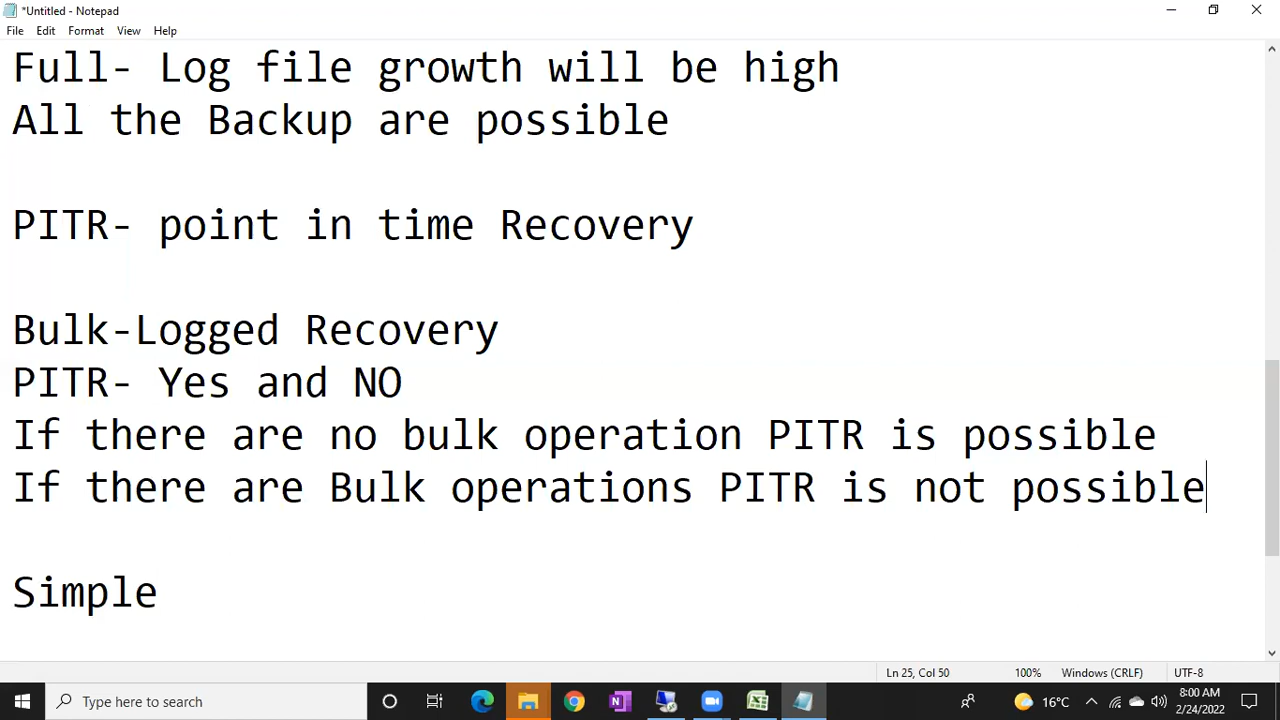 *Untitled - Notepad
File Edit Format View Help
Full- Log file growth will be high
All the Backup are possible
PITR- point in time Recovery
Bulk-Logged Recovery
PITR- Yes and NO
If there are no bulk operation PITR is possible
If there are Bulk operations PITR is not possible
Simple
Ln 25, Col 50 100% Windows (CRLF) UTF-8
Type here to search 16°C 8:00 AM
2/24/2022